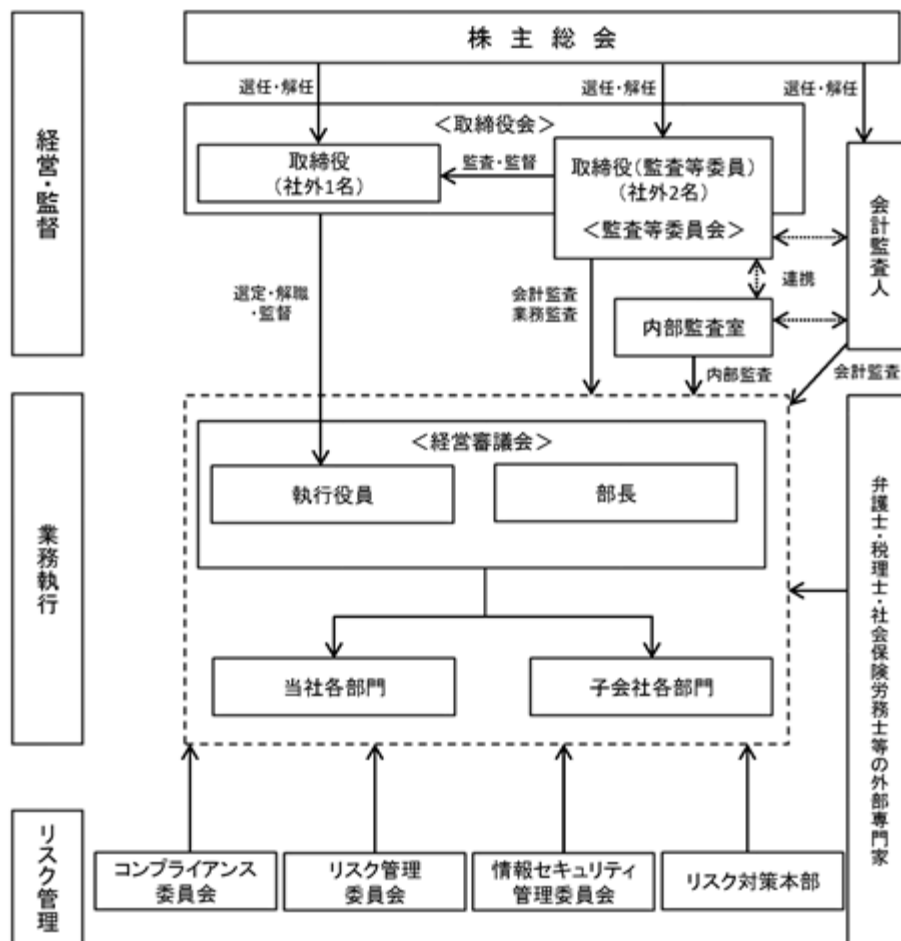 株主総会
選任・解任
選任・解任
選任・解任
経営・監督
＜取締役会＞
取締役
（社外1名）
監査・監督
取締役（監査等委員）
（社外2名）
＜監査等委員会＞
会計監査人
選定・解職
・監督
会計監査
業務監査
連携
内部監査室
内部監査
会計監査
業務執行
＜経営審議会＞
執行役員
部長
当社各部門
子会社各部門
弁護士・税理士・社会保険労務士等の外部専門家
リスク管理
コンプライアンス
委員会
リスク管理
委員会
情報セキュリティ
管理委員会
リスク対策本部